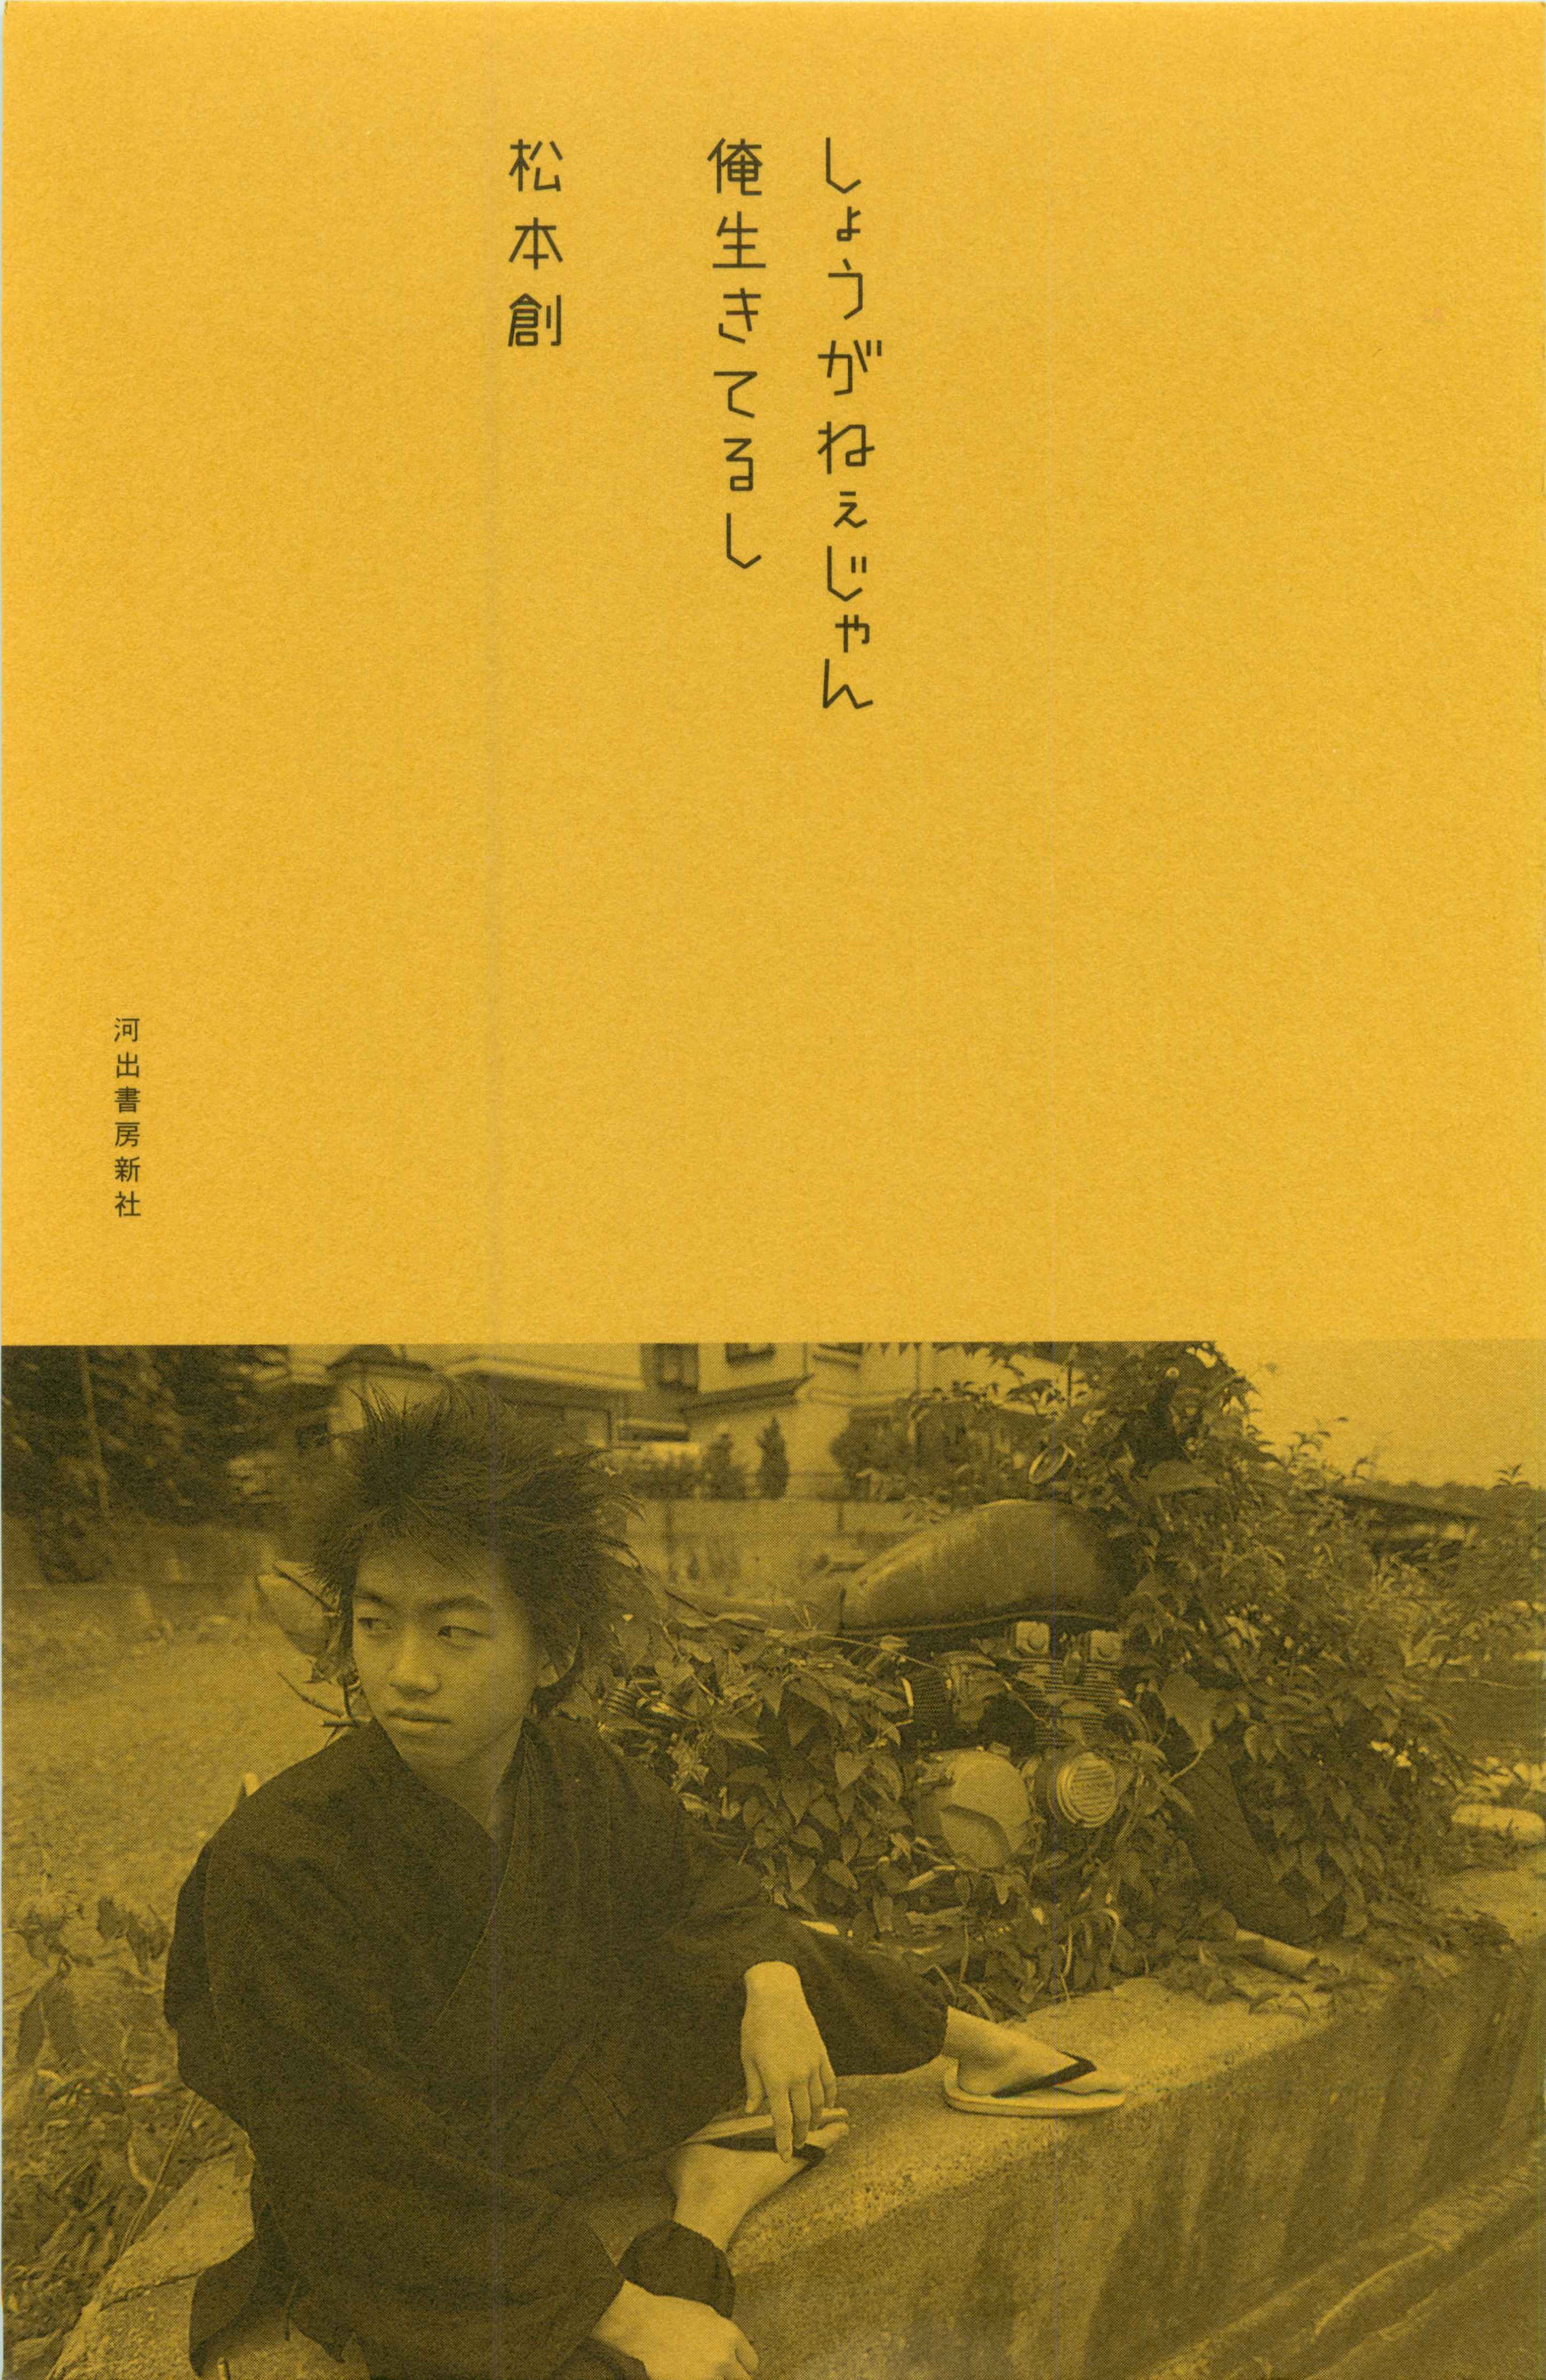 しょうがねぇじゃん
俺生きてるし
松本創
河出書房新社